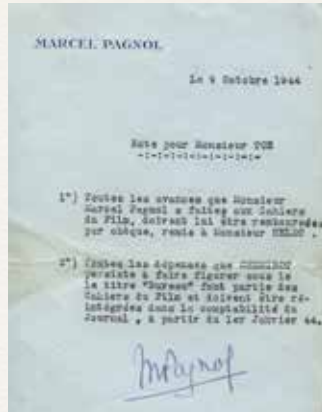 MARCEL PAGNOL
Le 9 Octobre 1944
Note pour Monsieur
-:-:-:-:-:-:-:-:-
1°) Toutes les avances que Monsieur
Marcel Pagnol a faites aux Cahiers
du Film, doivent lui être remboursées
par chèque, remis à Monsieur
2°) Toutes les dépenses que
persiste à faire figurer sous le
le titre "Bureau" font partie des
Cahiers du Film et doivent être ré-
intégrées dans la comptabilité du
Journal, à partir du 1er Janvier 44.
MPagnol